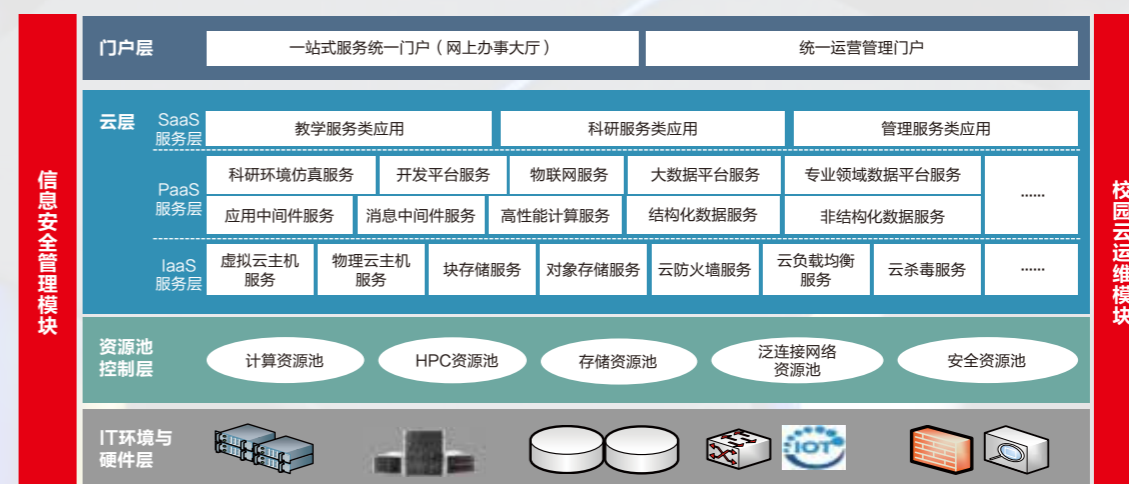 信息安全管理模块
门户层
一站式服务统一门户（网上办事大厅）
统一运营管理门户
云层
SaaS
服务层
教学服务类应用
科研服务类应用
管理服务类应用
PaaS
服务层
科研环境仿真服务
开发平台服务
物联网服务
大数据平台服务
专业领域数据平台服务
......
应用中间件服务
消息中间件服务
高性能计算服务
结构化数据服务
非结构化数据服务
IaaS
服务层
虚拟云主机
服务
物理云主机
服务
块存储服务
对象存储服务
云防火墙服务
云负载均衡
服务
云杀毒服务
......
资源池
控制层
计算资源池
HPC资源池
存储资源池
泛连接网络
资源池
安全资源池
IT环境与
硬件层
IOT
校园云运维模块